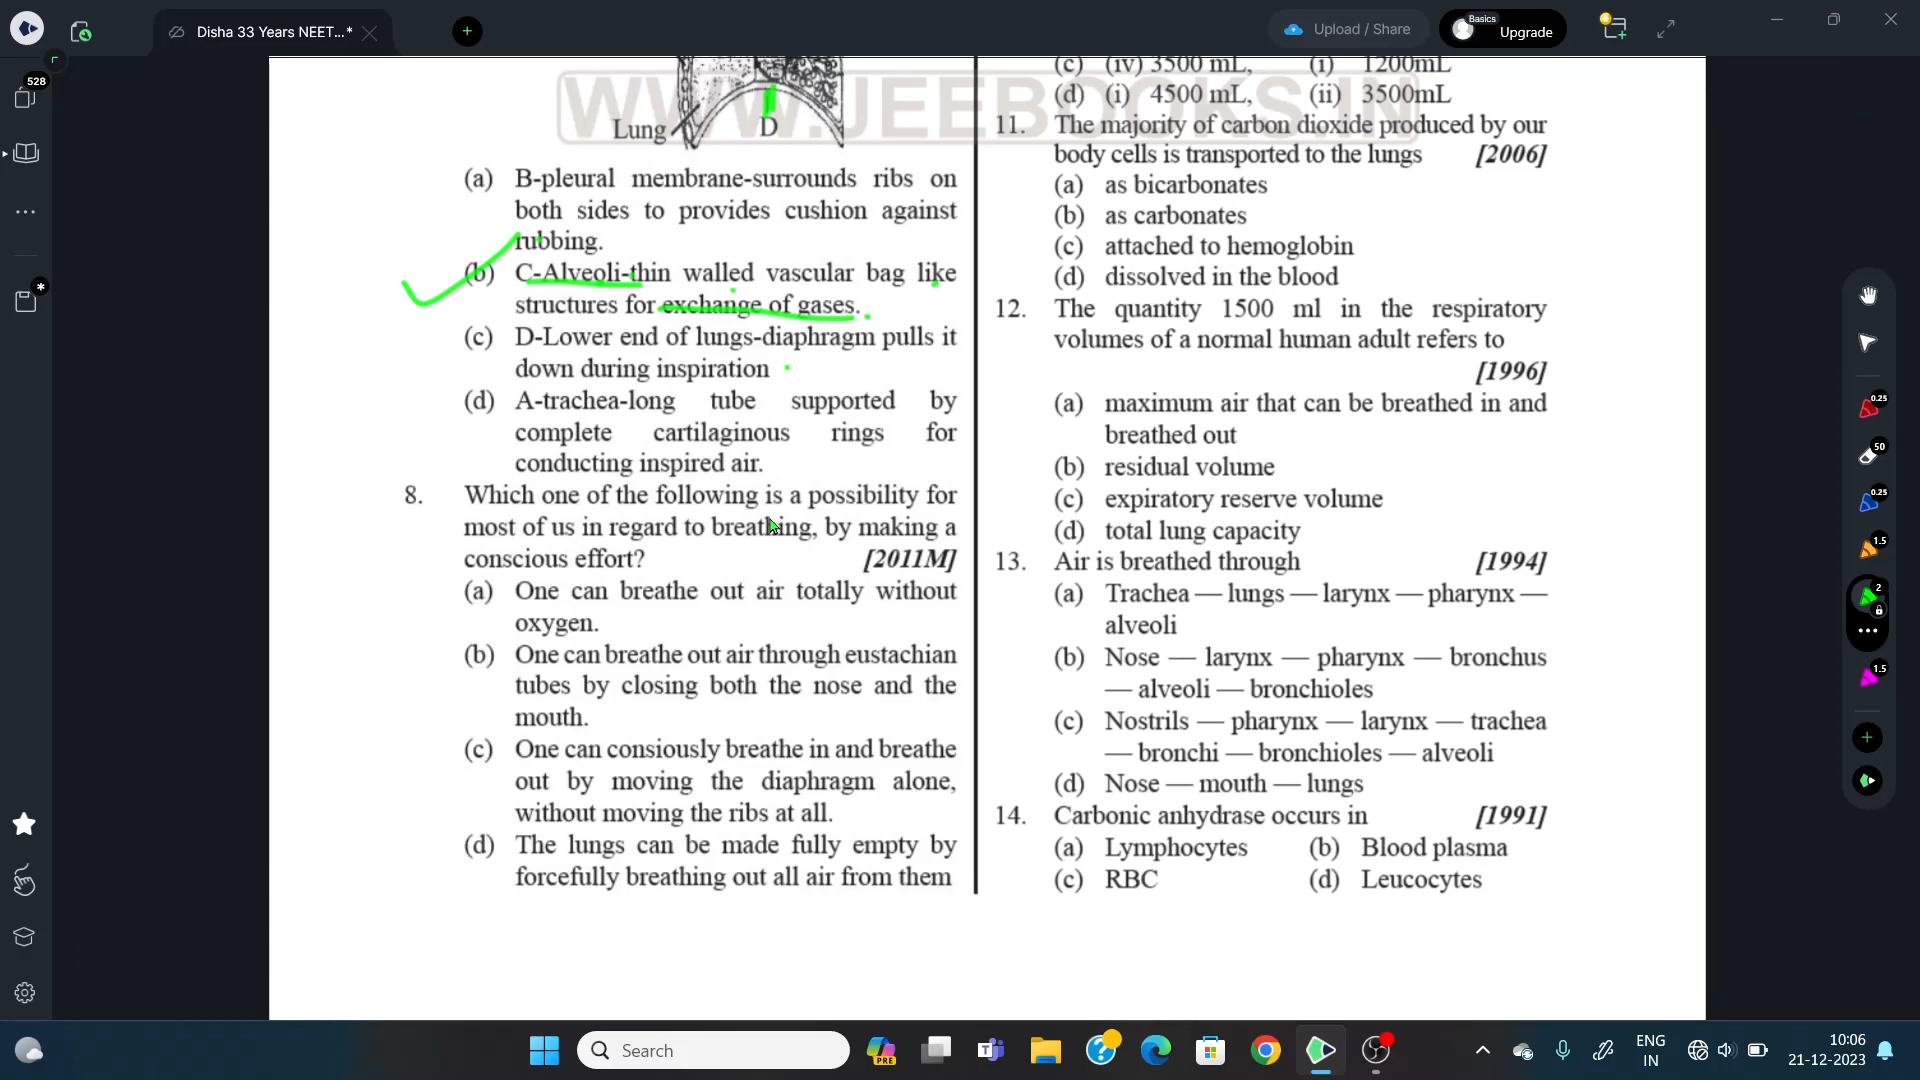 Disha 33 Years NEET...*
Upload / Share
Basics
Upgrade
528
WWW.JEEBOOKS.IN
Lung
D
(a) B-pleural membrane-surrounds ribs on
both sides to provides cushion against
rubbing.
(b) C-Alveoli-thin walled vascular bag like
structures for exchange of gases.
(c) D-Lower end of lungs-diaphragm pulls it
down during inspiration
(d) A-trachea-long tube supported by
complete cartilaginous rings for
conducting inspired air.
8. Which one of the following is a possibility for
most of us in regard to breathing, by making a
conscious effort? [2011M]
(a) One can breathe out air totally without
oxygen.
(b) One can breathe out air through eustachian
tubes by closing both the nose and the
mouth.
(c) One can consiously breathe in and breathe
out by moving the diaphragm alone,
without moving the ribs at all.
(d) The lungs can be made fully empty by
forcefully breathing out all air from them
(c) (iv) 3500 mL, (i) 1200mL
(d) (i) 4500 mL, (ii) 3500mL
11. The majority of carbon dioxide produced by our
body cells is transported to the lungs [2006]
(a) as bicarbonates
(b) as carbonates
(c) attached to hemoglobin
(d) dissolved in the blood
12. The quantity 1500 ml in the respiratory
volumes of a normal human adult refers to
[1996]
(a) maximum air that can be breathed in and
breathed out
(b) residual volume
(c) expiratory reserve volume
(d) total lung capacity
13. Air is breathed through [1994]
(a) Trachea — lungs — larynx — pharynx —
alveoli
(b) Nose — larynx — pharynx — bronchus
— alveoli — bronchioles
(c) Nostrils — pharynx — larynx — trachea
— bronchi — bronchioles — alveoli
(d) Nose — mouth — lungs
14. Carbonic anhydrase occurs in [1991]
(a) Lymphocytes (b) Blood plasma
(c) RBC (d) Leucocytes
0.25
50
0.25
1.5
2
1.5
Search
PRE
ENG
IN
10:06
21-12-2023